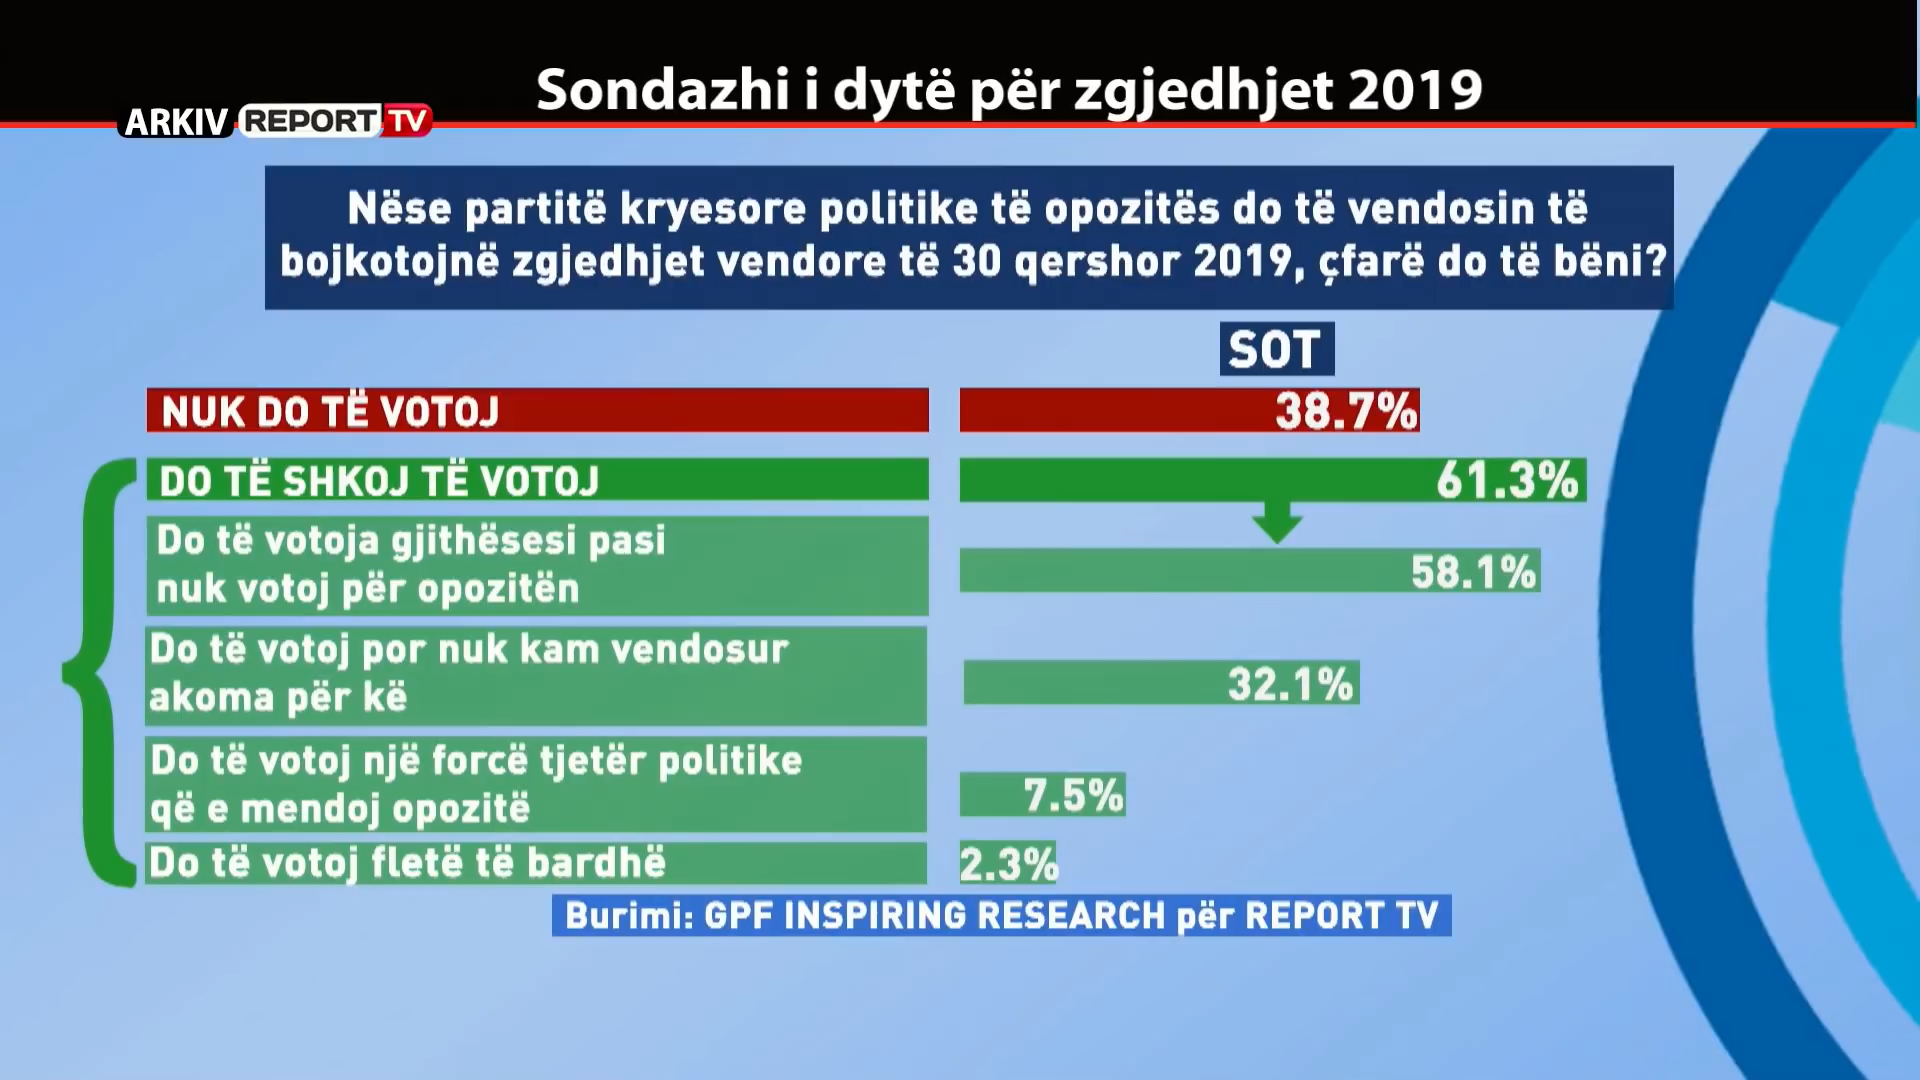 Sondazhi i dytë për zgjedhjet 2019
ARKIV REPORT TV
Nëse partitë kryesore politike të opozitës do të vendosin të
bojkotojnë zgjedhjet vendore të 30 qershor 2019, çfarë do të bëni?
SOT
NUK DO TË VOTOJ 38.7%
DO TË SHKOJ TË VOTOJ 61.3%
Do të votoja gjithësesi pasi
nuk votoj për opozitën
58.1%
Do të votoj por nuk kam vendosur
akoma për kë
32.1%
Do të votoj një forcë tjetër politike
që e mendoj opozitë
7.5%
Do të votoj fletë të bardhë 2.3%
Burimi: GPF INSPIRING RESEARCH për REPORT TV